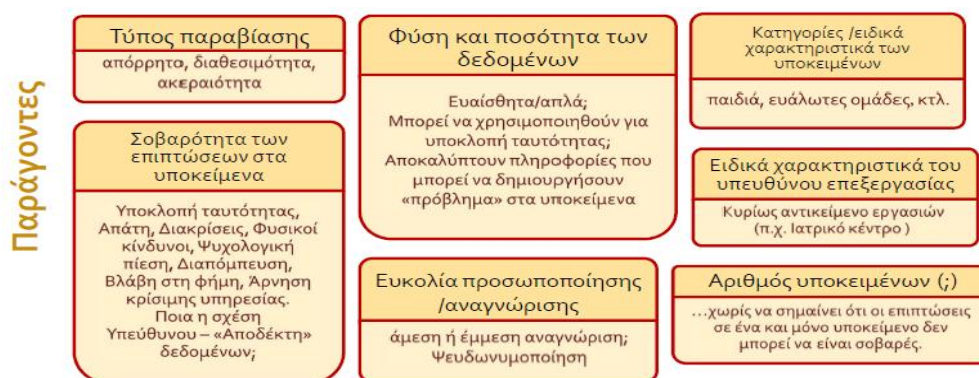 Παράγοντες
Τύπος παραβίασης
απόρρητο, διαθεσιμότητα,
ακεραιότητα
Σοβαρότητα των
επιπτώσεων στα
υποκείμενα
Υποκλοπή ταυτότητας,
Απάτη, Διακρίσεις, Φυσικοί
κίνδυνοι, Ψυχολογική
πίεση, Διαπόμπευση,
Βλάβη στη φήμη, Άρνηση
κρίσιμης υπηρεσίας.
Ποια η σχέση
Υπεύθυνου – «Αποδέκτη»
δεδομένων;
Φύση και ποσότητα των
δεδομένων
Ευαίσθητα/απλά;
Μπορεί να χρησιμοποιηθούν για
υποκλοπή ταυτότητας;
Αποκαλύπτουν πληροφορίες που
μπορεί να δημιουργήσουν
«πρόβλημα» στα υποκείμενα
Ευκολία προσωποποίησης
/αναγνώρισης
άμεση ή έμμεση αναγνώριση;
Ψευδωνυμοποίηση
Κατηγορίες /ειδικά
χαρακτηριστικά των
υποκειμένων
παιδιά, ευάλωτες ομάδες, κτλ.
Ειδικά χαρακτηριστικά του
υπευθύνου επεξεργασίας
Κυρίως αντικείμενο εργασιών
(π.χ. Ιατρικό κέντρο )
Αριθμός υποκειμένων (;)
…χωρίς να σημαίνει ότι οι επιπτώσεις
σε ένα και μόνο υποκείμενο δεν
μπορεί να είναι σοβαρές.